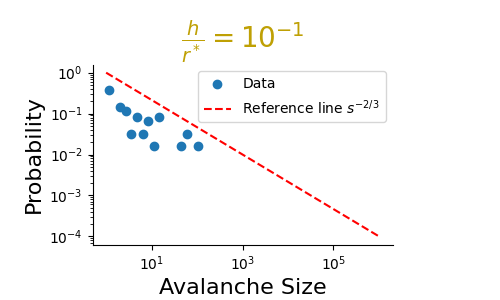 $\frac{h}{r^*} = 10^{-1}$
Data
Reference line $s^{-2/3}$
Probability
$10^0$
$10^{-1}$
$10^{-2}$
$10^{-3}$
$10^{-4}$
$10^1$ $10^3$ $10^5$
Avalanche Size